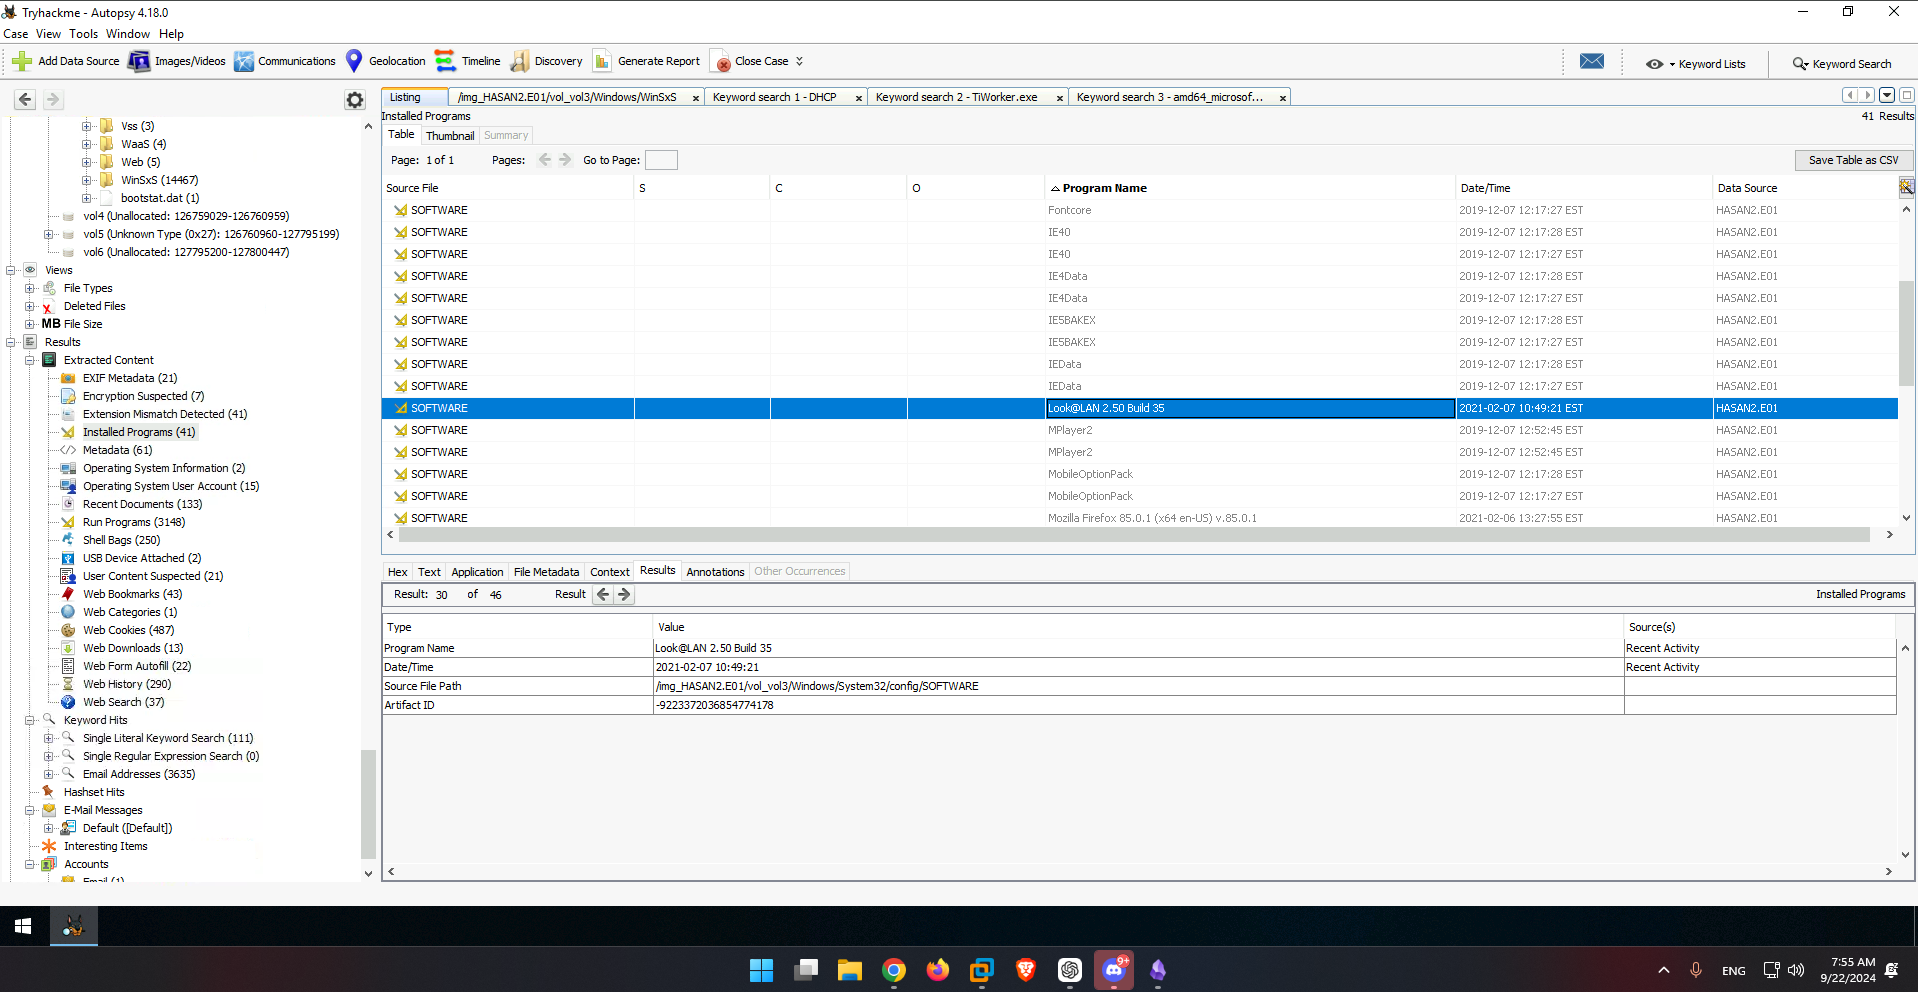 Tryhackme - Autopsy 4.18.0
Case View Tools Window Help
Add Data Source Images/Videos Communications Geolocation Timeline Discovery Generate Report Close Case Keyword Lists Keyword Search
Listing /img_HASAN2.E01/vol_vol3/Windows/WinSxS Keyword search 1 - DHCP Keyword search 2 - TiWorker.exe Keyword search 3 - amd64_microsof...
Installed Programs 41 Results
Table Thumbnail Summary
Page: 1 of 1 Pages: Go to Page: Save Table as CSV
Source File S C O Program Name Date/Time Data Source
SOFTWARE Fontcore 2019-12-07 12:17:27 EST HASAN2.E01
SOFTWARE IE40 2019-12-07 12:17:28 EST HASAN2.E01
SOFTWARE IE40 2019-12-07 12:17:27 EST HASAN2.E01
SOFTWARE IE4Data 2019-12-07 12:17:28 EST HASAN2.E01
SOFTWARE IE4Data 2019-12-07 12:17:27 EST HASAN2.E01
SOFTWARE IE5BAKEX 2019-12-07 12:17:28 EST HASAN2.E01
SOFTWARE IE5BAKEX 2019-12-07 12:17:27 EST HASAN2.E01
SOFTWARE IEData 2019-12-07 12:17:28 EST HASAN2.E01
SOFTWARE IEData 2019-12-07 12:17:27 EST HASAN2.E01
SOFTWARE Look@LAN 2.50 Build 35 2021-02-07 10:49:21 EST HASAN2.E01
SOFTWARE MPlayer2 2019-12-07 12:52:45 EST HASAN2.E01
SOFTWARE MPlayer2 2019-12-07 12:52:45 EST HASAN2.E01
SOFTWARE MobileOptionPack 2019-12-07 12:17:28 EST HASAN2.E01
SOFTWARE MobileOptionPack 2019-12-07 12:17:27 EST HASAN2.E01
SOFTWARE Mozilla Firefox 85.0.1 (x64 en-US) v.85.0.1 2021-02-06 13:27:55 EST HASAN2.E01
Hex Text Application File Metadata Context Results Annotations Other Occurrences
Result: 30 of 46 Result Installed Programs
Type Value Source(s)
Program Name Look@LAN 2.50 Build 35 Recent Activity
Date/Time 2021-02-07 10:49:21 Recent Activity
Source File Path /img_HASAN2.E01/vol_vol3/Windows/System32/config/SOFTWARE
Artifact ID -9223372036854774178
Vss (3)
WaaS (4)
Web (5)
WinSxS (14467)
bootstat.dat (1)
vol4 (Unallocated: 126759029-126760959)
vol5 (Unknown Type (0x27): 126760960-127795199)
vol6 (Unallocated: 127795200-127800447)
Views
File Types
Deleted Files
MB File Size
Results
Extracted Content
EXIF Metadata (21)
Encryption Suspected (7)
Extension Mismatch Detected (41)
Installed Programs (41)
Metadata (61)
Operating System Information (2)
Operating System User Account (15)
Recent Documents (133)
Run Programs (3148)
Shell Bags (250)
USB Device Attached (2)
User Content Suspected (21)
Web Bookmarks (43)
Web Categories (1)
Web Cookies (487)
Web Downloads (13)
Web Form Autofill (22)
Web History (290)
Web Search (37)
Keyword Hits
Single Literal Keyword Search (111)
Single Regular Expression Search (0)
Email Addresses (3635)
Hashset Hits
E-Mail Messages
Default ([Default])
Interesting Items
Accounts
Email (1)
9+
ENG
7:55 AM
9/22/2024